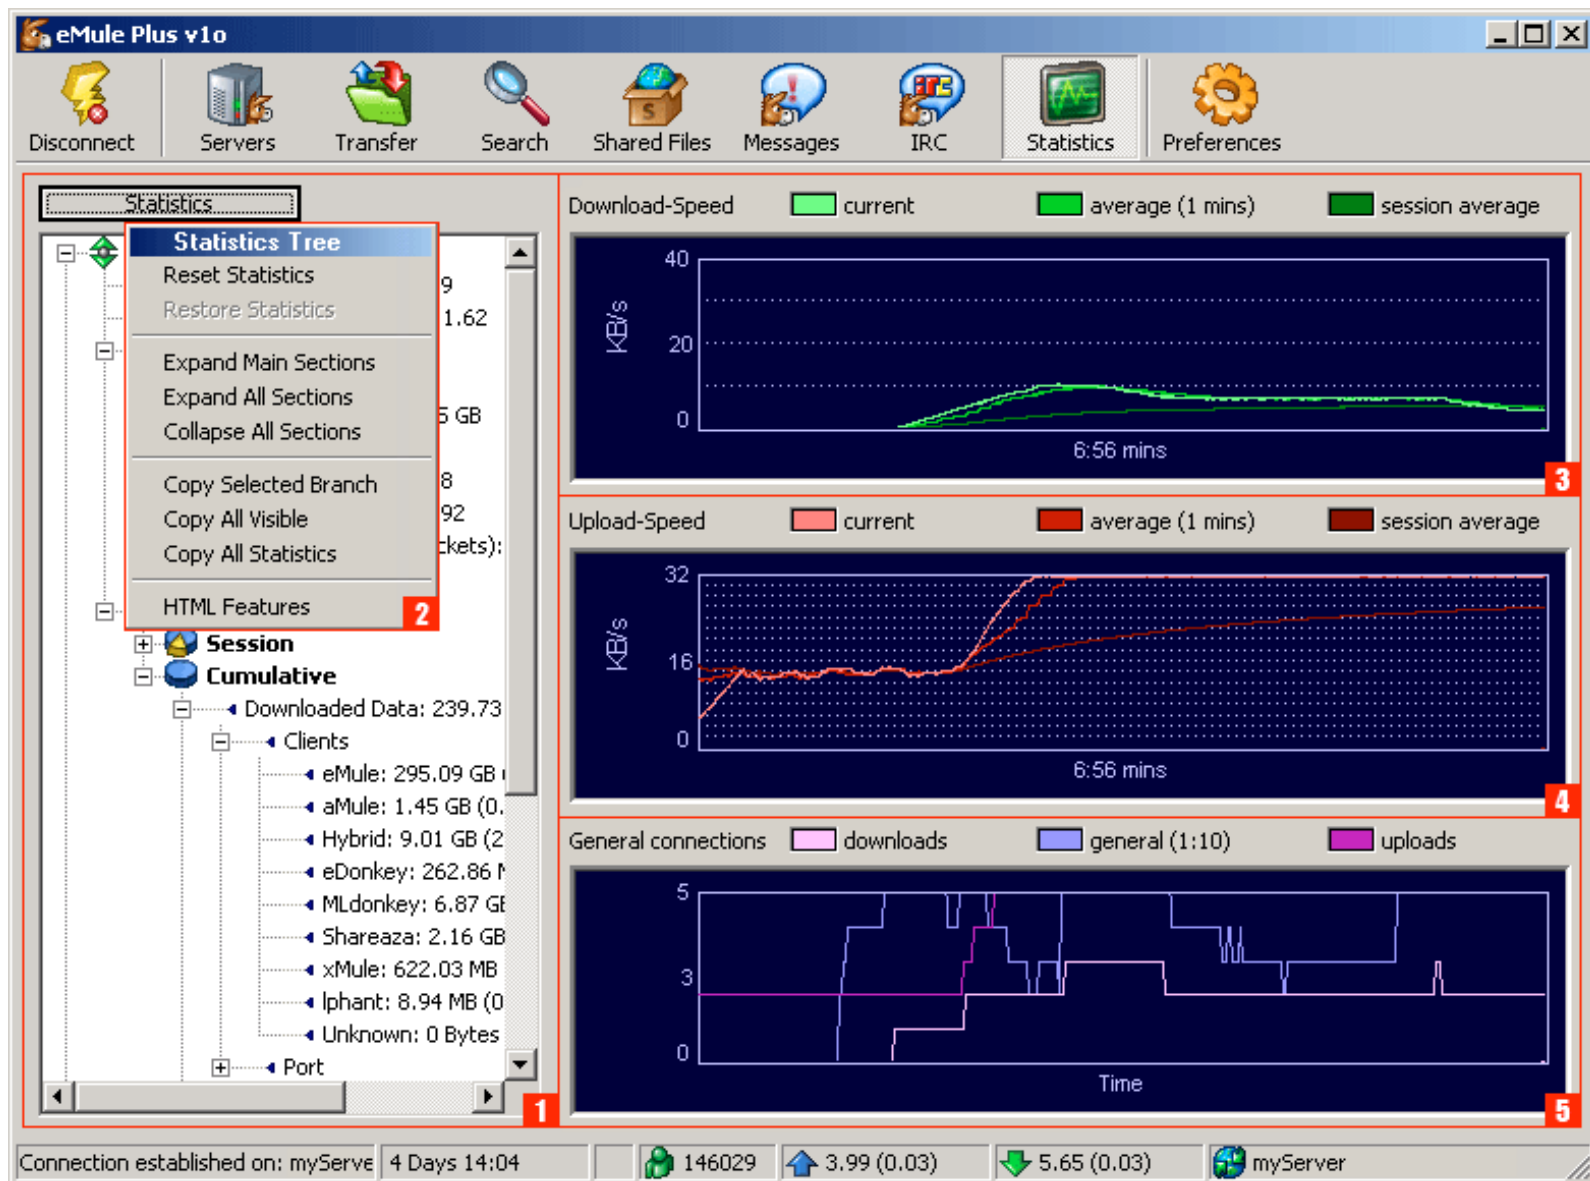 eMule Plus v1o
Disconnect Servers Transfer Search Shared Files Messages IRC Statistics Preferences
Statistics
Statistics Tree
Reset Statistics
Restore Statistics
Expand Main Sections
Expand All Sections
Collapse All Sections
Copy Selected Branch
Copy All Visible
Copy All Statistics
HTML Features
2
9
1.62
5 GB
8
92
ckets):
Session
Cumulative
Downloaded Data: 239.73
Clients
eMule: 295.09 GB
aMule: 1.45 GB (0.
Hybrid: 9.01 GB (2
eDonkey: 262.86 M
MLdonkey: 6.87 GB
Shareaza: 2.16 GB
xMule: 622.03 MB
lphant: 8.94 MB (0
Unknown: 0 Bytes
Port
1
Download-Speed current average (1 mins) session average
40
KB/s
20
0
6:56 mins
3
Upload-Speed current average (1 mins) session average
32
KB/s
16
0
6:56 mins
4
General connections downloads general (1:10) uploads
5
3
0
Time
5
Connection established on: myServe 4 Days 14:04 146029 3.99 (0.03) 5.65 (0.03) myServer